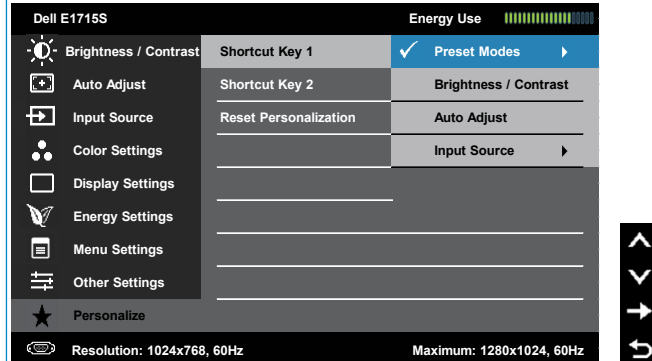 Dell E1715S Energy Use
Brightness / Contrast Shortcut Key 1 Preset Modes
Auto Adjust Shortcut Key 2 Brightness / Contrast
Input Source Reset Personalization Auto Adjust
Color Settings Input Source
Display Settings
Energy Settings
Menu Settings
Other Settings
Personalize
Resolution: 1024x768, 60Hz Maximum: 1280x1024, 60Hz